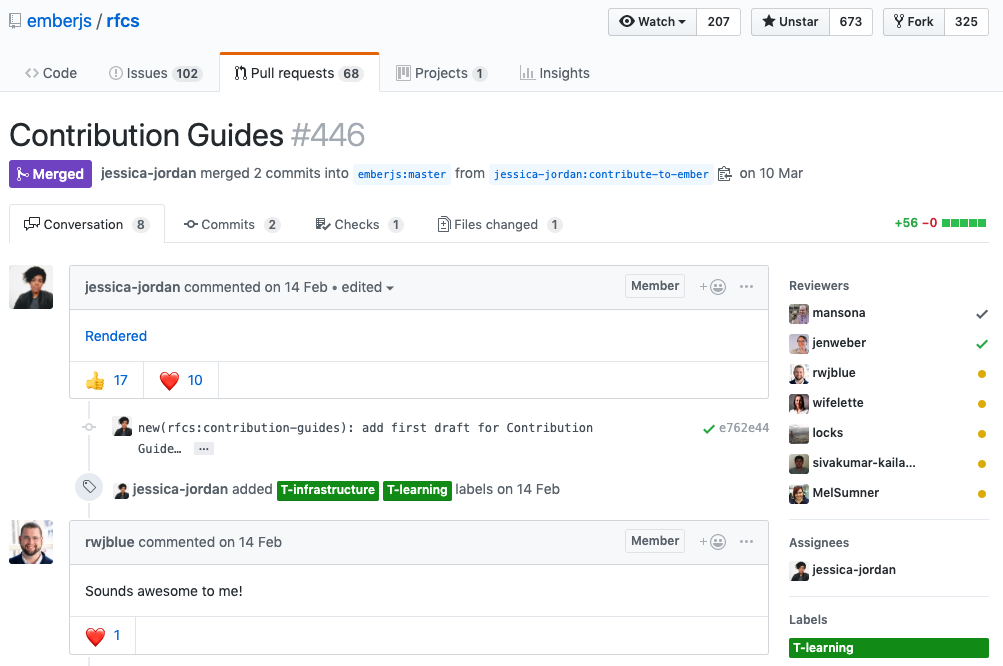 emberjs / rfcs
Watch 207 Unstar 673 Fork 325
Code Issues 102 Pull requests 68 Projects 1 Insights
Contribution Guides #446
Merged jessica-jordan merged 2 commits into emberjs:master from jessica-jordan:contribute-to-ember on 10 Mar
Conversation 8 Commits 2 Checks 1 Files changed 1 +56 −0
jessica-jordan commented on 14 Feb • edited Member
Rendered
17 10
new(rfcs:contribution-guides): add first draft for Contribution e762e44
Guide… …
jessica-jordan added T-infrastructure T-learning labels on 14 Feb
rwjblue commented on 14 Feb Member
Sounds awesome to me!
1
Reviewers
mansona
jenweber
rwjblue
wifelette
locks
sivakumar-kaila...
MelSumner
Assignees
jessica-jordan
Labels
T-learning